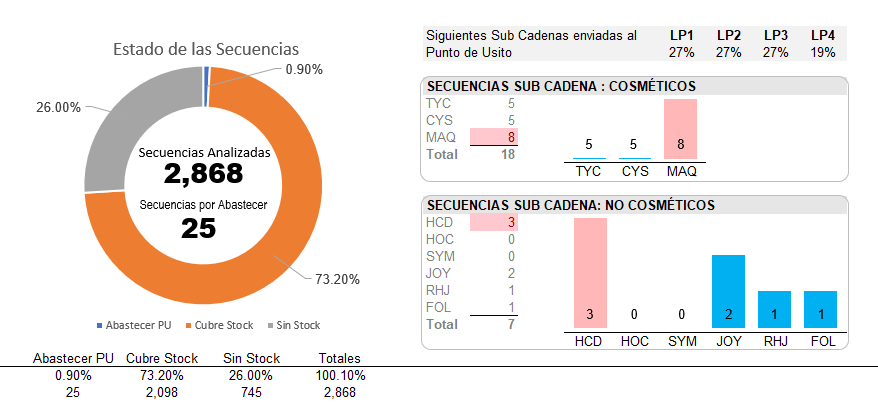 Estado de las Secuencias
0.90%
26.00%
73.20%
Secuencias Analizadas
2,868
Secuencias por Abastecer
25
Abastecer PU Cubre Stock Sin Stock
Abastecer PU Cubre Stock Sin Stock Totales
0.90% 73.20% 26.00% 100.10%
25 2,098 745 2,868
Siguientes Sub Cadenas enviadas al LP1 LP2 LP3 LP4
Punto de Usito 27% 27% 27% 19%
SECUENCIAS SUB CADENA : COSMÉTICOS
TYC 5
CYS 5
MAQ 8
Total 18
5 5 8
TYC CYS MAQ
SECUENCIAS SUB CADENA: NO COSMÉTICOS
HCD 3
HOC 0
SYM 0
JOY 2
RHJ 1
FOL 1
Total 7
3 0 0 2 1 1
HCD HOC SYM JOY RHJ FOL